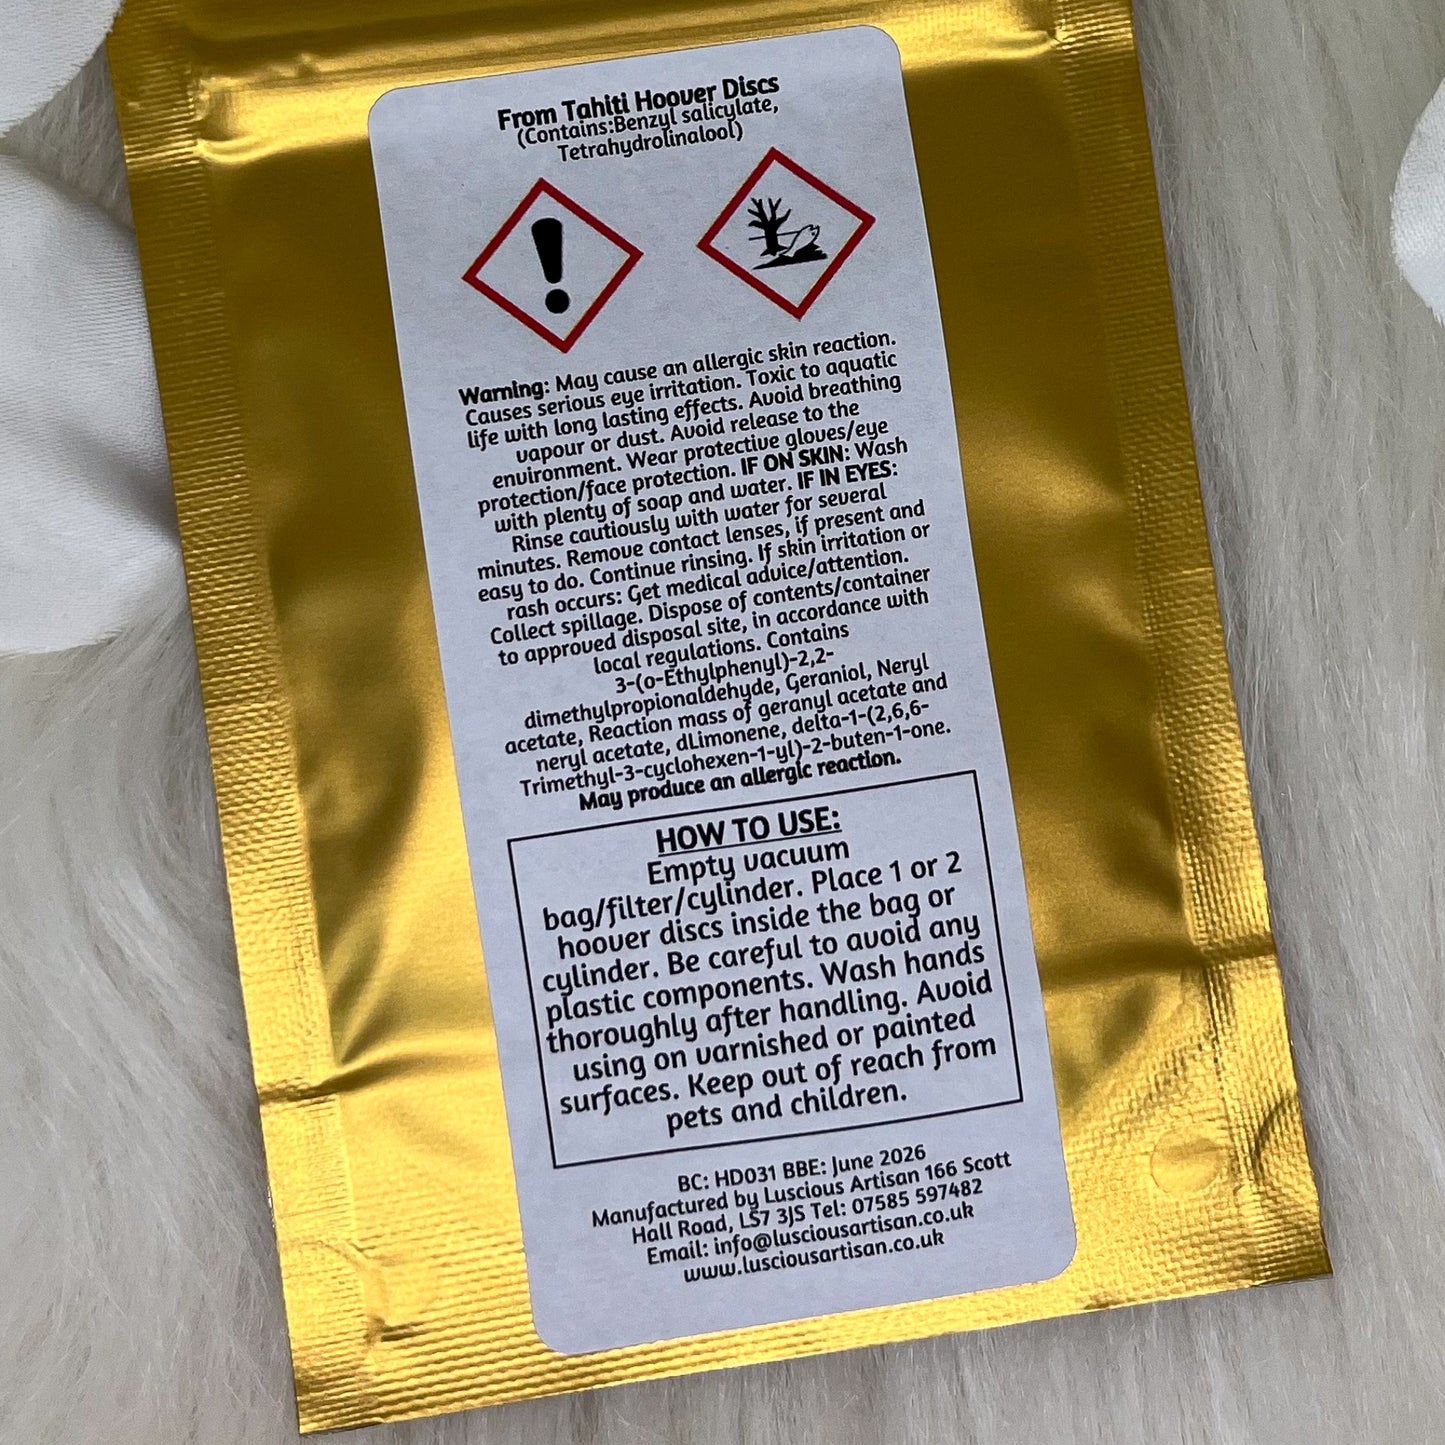 From Tahiti Hoover Discs
(Contains:Benzyl salicylate,
Tetrahydrolinalool)
Warning: May cause an allergic skin reaction.
Causes serious eye irritation. Toxic to aquatic
life with long lasting effects. Avoid breathing
vapour or dust. Avoid release to the
environment. Wear protective gloves/eye
protection/face protection. IF ON SKIN: Wash
with plenty of soap and water. IF IN EYES:
Rinse cautiously with water for several
minutes. Remove contact lenses, if present and
easy to do. Continue rinsing. If skin irritation or
rash occurs: Get medical advice/attention.
Collect spillage. Dispose of contents/container
to approved disposal site, in accordance with
local regulations. Contains
3-(o-Ethylphenyl)-2,2-
dimethylpropionaldehyde, Geraniol, Neryl
acetate, Reaction mass of geranyl acetate and
neryl acetate, dLimonene, delta-1-(2,6,6-
Trimethyl-3-cyclohexen-1-yl)-2-buten-1-one.
May produce an allergic reaction.
HOW TO USE:
Empty vacuum
bag/filter/cylinder. Place 1 or 2
hoover discs inside the bag or
cylinder. Be careful to avoid any
plastic components. Wash hands
thoroughly after handling. Avoid
using on varnished or painted
surfaces. Keep out of reach from
pets and children.
BC: HD031 BBE: June 2026
Manufactured by Luscious Artisan 166 Scott
Hall Road, LS7 3JS Tel: 07585 597482
Email: info@lusciousartisan.co.uk
www.lusciousartisan.co.uk